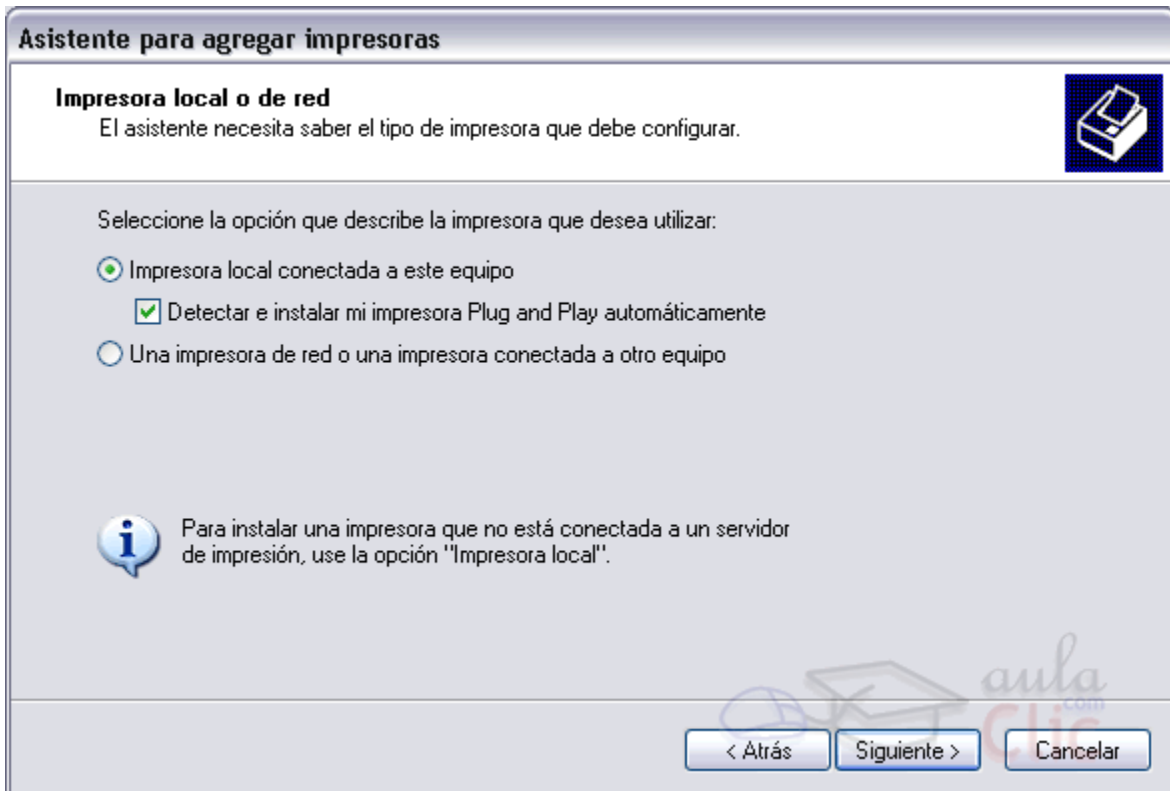 Asistente para agregar impresoras
Impresora local o de red
El asistente necesita saber el tipo de impresora que debe configurar.
Seleccione la opción que describe la impresora que desea utilizar:
Impresora local conectada a este equipo
Detectar e instalar mi impresora Plug and Play automáticamente
Una impresora de red o una impresora conectada a otro equipo
Para instalar una impresora que no está conectada a un servidor
de impresión, use la opción "Impresora local".
aula
.com
Clic
< Atrás Siguiente > Cancelar